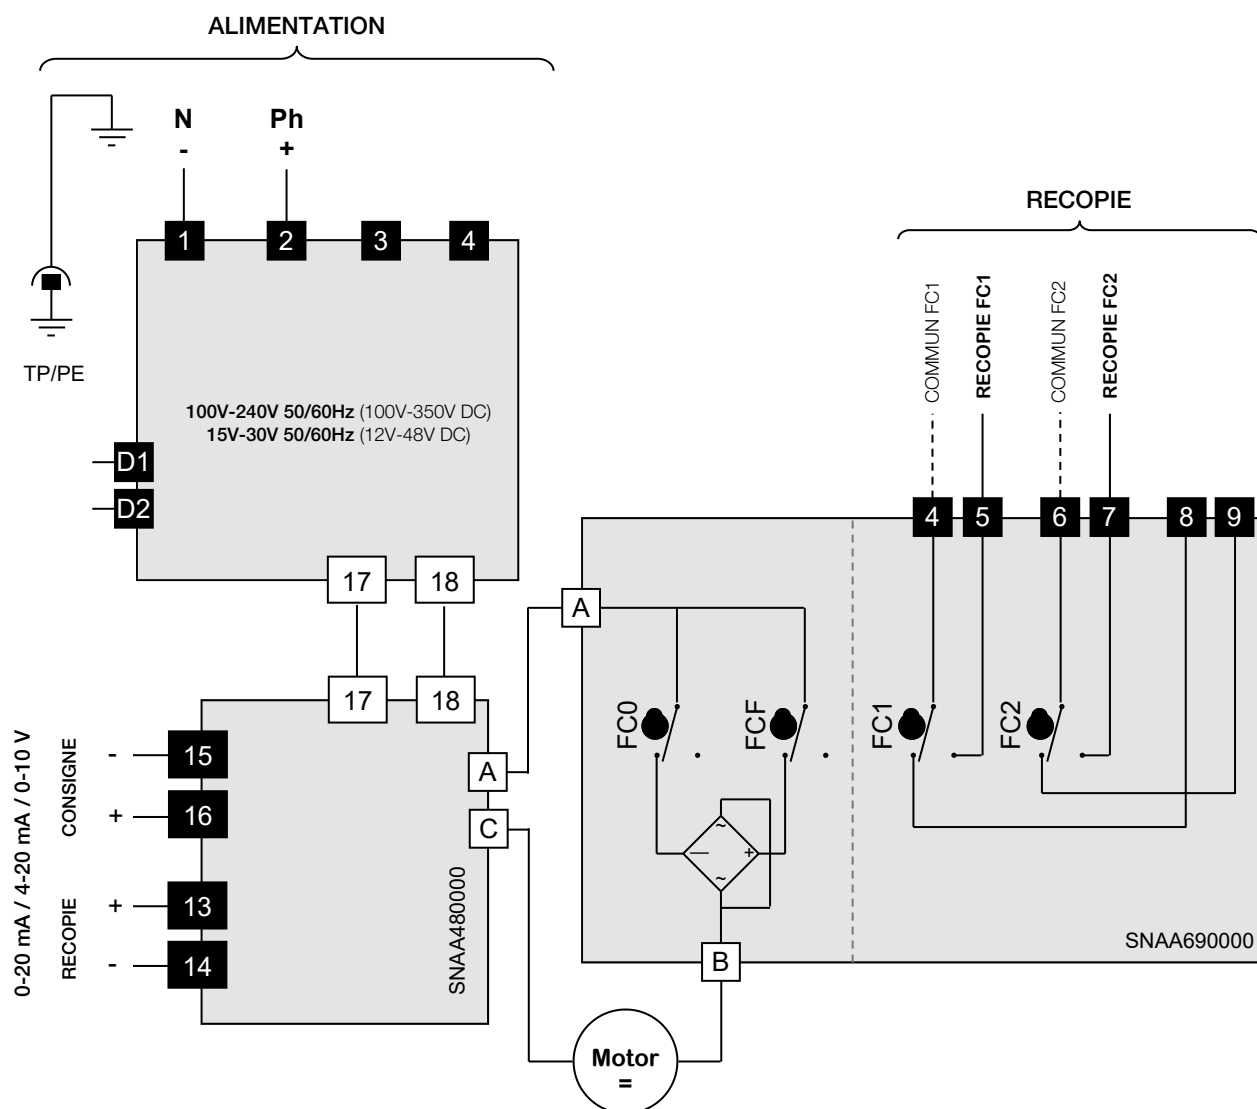 ALIMENTATION
N
-
Ph
+
1
2
3
4
TP/PE
100V-240V 50/60Hz (100V-350V DC)
15V-30V 50/60Hz (12V-48V DC)
D1
D2
17
18
17
18
0-20 mA / 4-20 mA / 0-10 V
CONSIGNE
- 15
+ 16
RECOPIE
+ 13
- 14
A
C
SNAA480000
RECOPIE
COMMUN FC1
RECOPIE FC1
COMMUN FC2
RECOPIE FC2
4
5
6
7
8
9
A
FC0
FCF
FC1
FC2
~
— +
~
B
SNAA690000
Motor
=